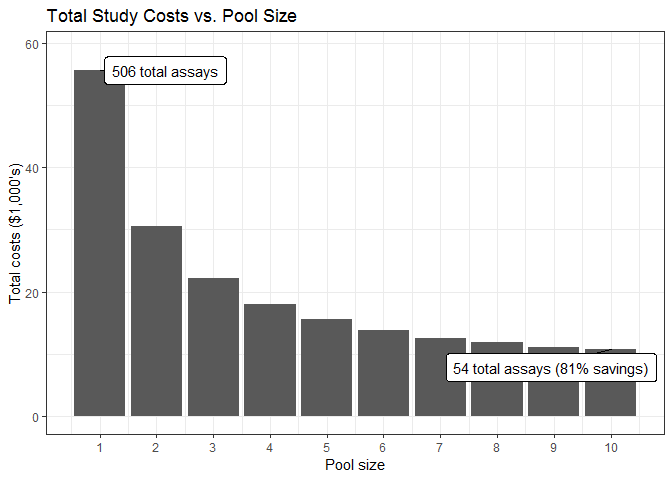 Total Study Costs vs. Pool Size
60
506 total assays
40
20
54 total assays (81% savings)
0
Total costs ($1,000's)
1 2 3 4 5 6 7 8 9 10
Pool size